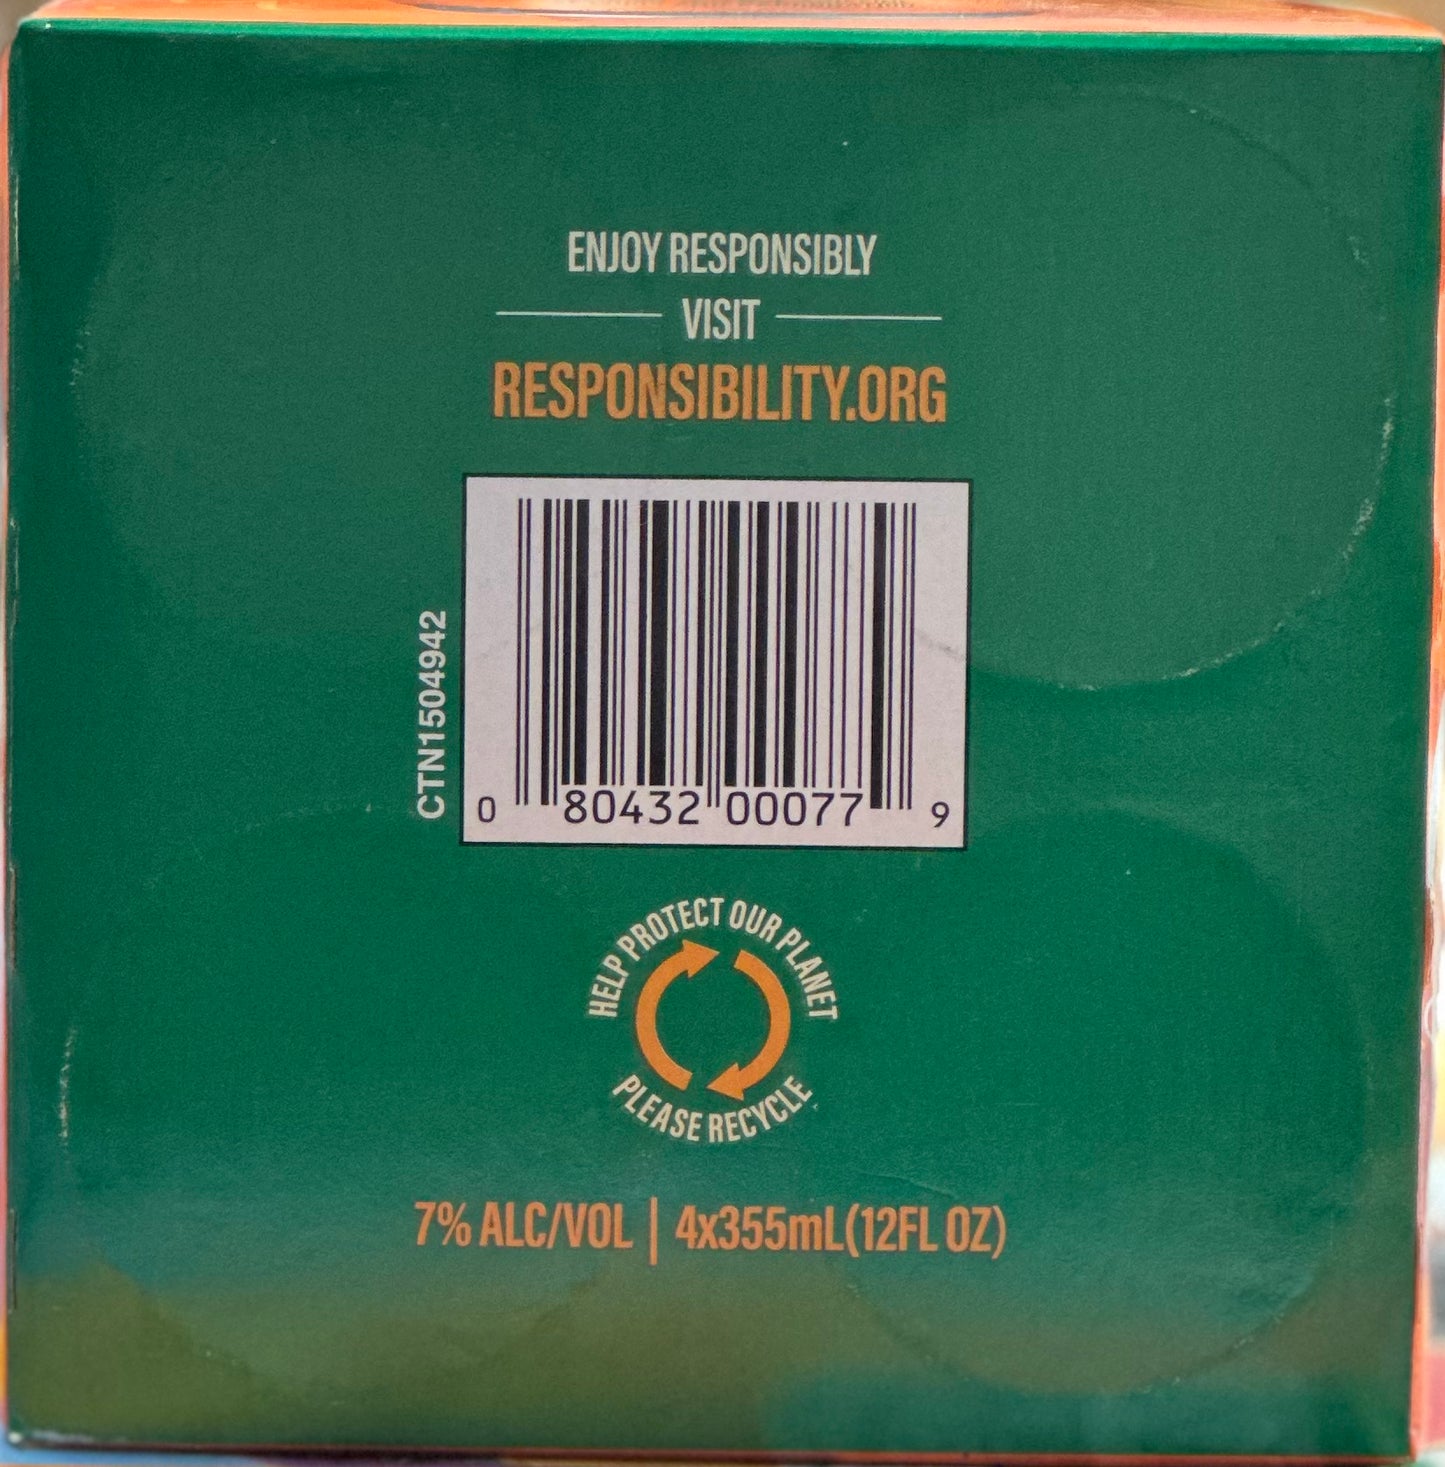 ENJOY RESPONSIBLY
VISIT
RESPONSIBILITY.ORG
CTN1504942
0 80432 00077 9
HELP PROTECT OUR PLANET
PLEASE RECYCLE
7% ALC/VOL | 4x355mL(12FL OZ)